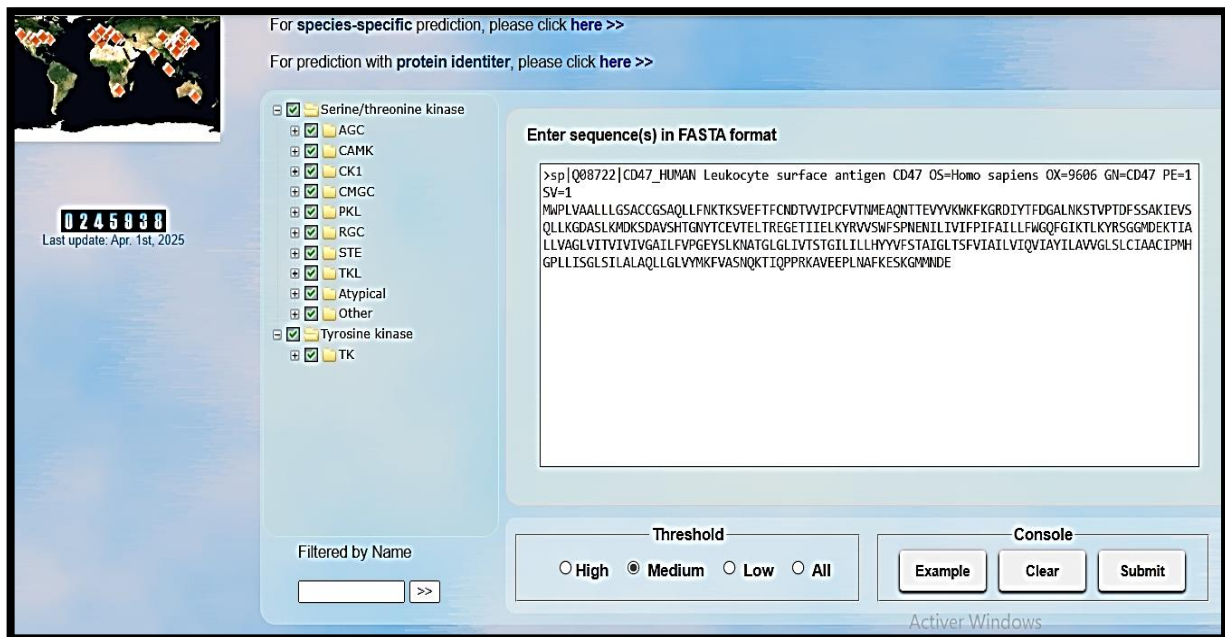 For species-specific prediction, please click here >>
For prediction with protein identiter, please click here >>
0245938
Last update: Apr. 1st, 2025
Serine/threonine kinase
AGC
CAMK
CK1
CMGC
PKL
RGC
STE
TKL
Atypical
Other
Tyrosine kinase
TK
Filtered by Name
>>
Enter sequence(s) in FASTA format
>sp|Q08722|CD47_HUMAN Leukocyte surface antigen CD47 OS=Homo sapiens OX=9606 GN=CD47 PE=1
SV=1
MWPLVAALLLGSACCGSAQLLFNKTKSVEFTFCNDTVVIPCFVTNMEAQNTTEVYVKWKFKGRDIYTFDGALNKSTVPTDFSSAKIEVS
QLLKGDASLKMDKSDAVSHTGNYTCEVTELTREGETIIELKYRVVSWFSPNENILIVIFPIFAILLFWGQFGIKTLKYRSGGMDEKTIA
LLVAGLVITVIVIVGAILFVPGEYSLKNATGLGLIVTSTGILILLHYYVFSTAIGLTSFVIAILVIQVIAYILAVVGLSLCIAACIPMH
GPLLISGLSILALAQLLGLVYMKFVASNQKTIQPPRKAVEEPLNAFKESKGMMNDE
Threshold
High Medium Low All
Console
Example Clear Submit
Activer Windows